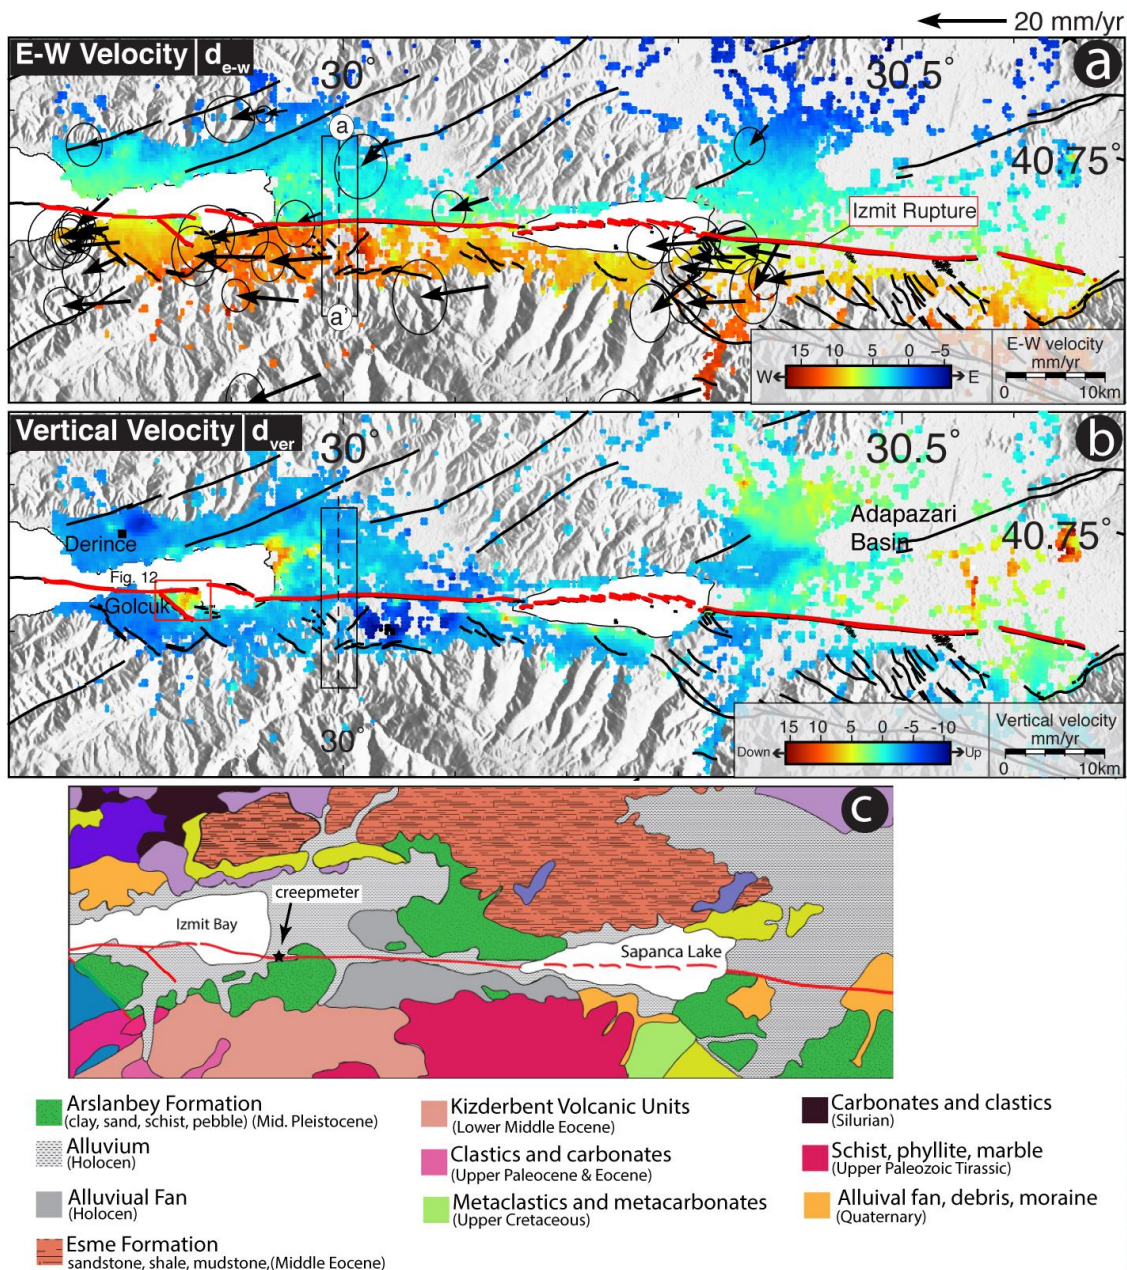 20 mm/yr
E-W Velocity | d e-w
a
30°
30.5°
a
40.75°
Izmit Rupture
a'
E-W velocity
mm/yr
15 10 5 0 -5
W E
0 10km
Vertical Velocity | d ver
b
30°
30.5°
Adapazari
Basin
40.75°
Derince
Fig. 12
Golcuk
30°
Vertical velocity
mm/yr
15 10 5 0 -5 -10
Down Up
0 10km
c
creepmeter
Izmit Bay
Sapanca Lake
Arslanbey Formation
(clay, sand, schist, pebble) (Mid. Pleistocene)
Alluvium
(Holocen)
Alluviual Fan
(Holocen)
Esme Formation
sandstone, shale, mudstone,(Middle Eocene)
Kizderbent Volcanic Units
(Lower Middle Eocene)
Clastics and carbonates
(Upper Paleocene & Eocene)
Metaclastics and metacarbonates
(Upper Cretaceous)
Carbonates and clastics
(Silurian)
Schist, phyllite, marble
(Upper Paleozoic Tirassic)
Alluival fan, debris, moraine
(Quaternary)